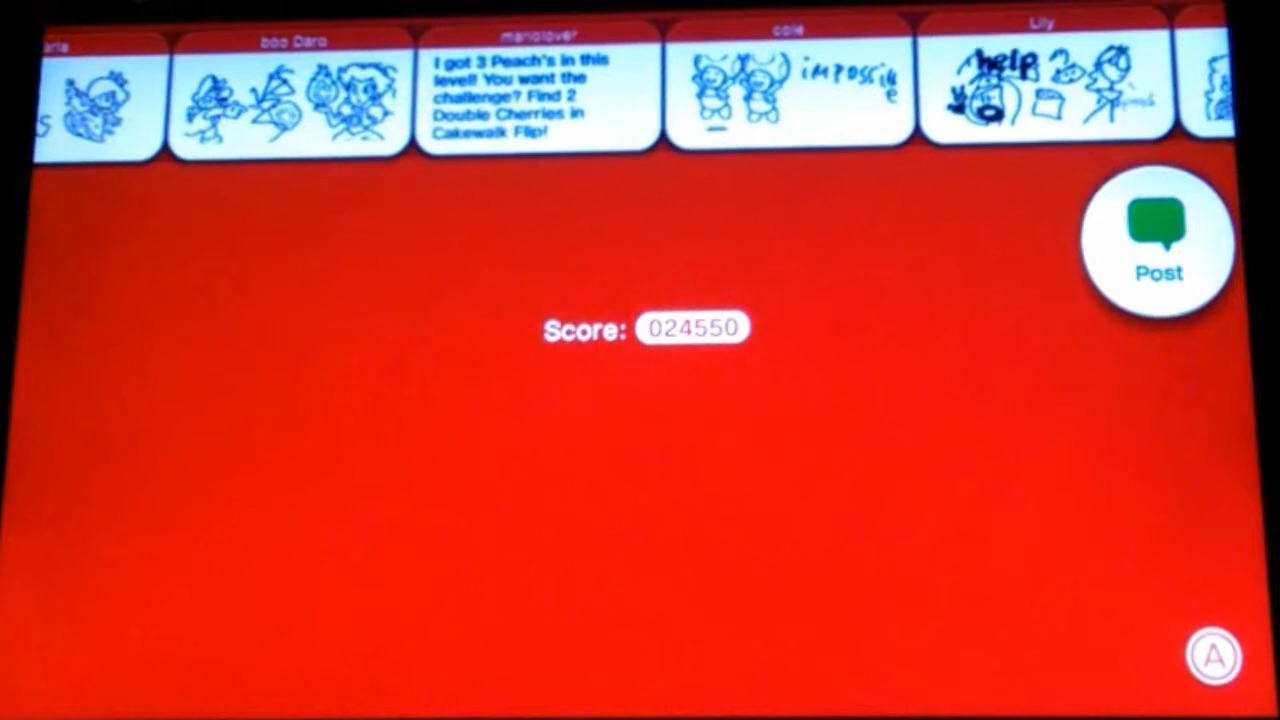 boo Daro
mariolover
cole
Lily
I got 3 Peach's in this
level! You want the
challenge? Find 2
Double Cherries in
Cakewalk Flip!
impossible
help
Post
Score: 024550
A